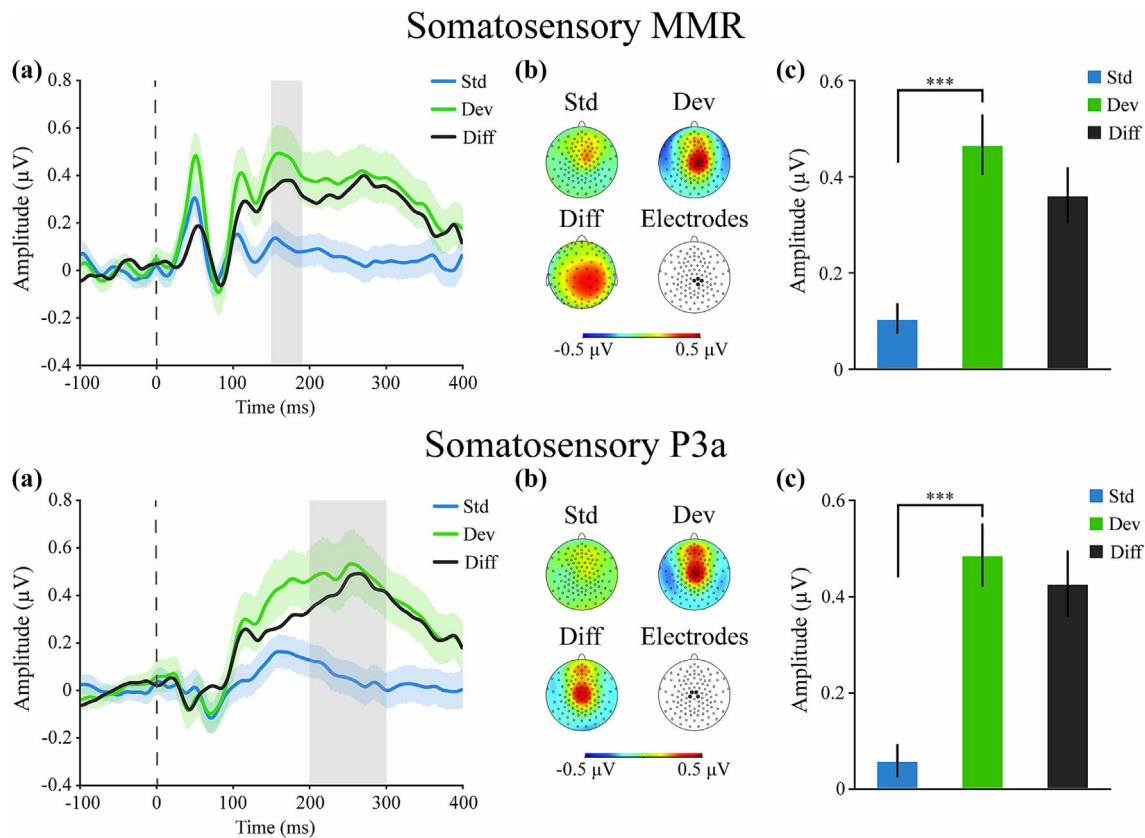 Somatosensory MMR
(a)
0.8
0.6
0.4
0.2
0
-0.2
-0.4
Amplitude (µV)
-100 0 100 200 300 400
Time (ms)
Std
Dev
Diff
(b)
Std Dev
Diff Electrodes
-0.5 µV 0.5 µV
(c)
0.6
0.4
0.2
0
Amplitude (µV)
***
Std
Dev
Diff
Somatosensory P3a
(a)
0.8
0.6
0.4
0.2
0
-0.2
-0.4
Amplitude (µV)
-100 0 100 200 300 400
Time (ms)
Std
Dev
Diff
(b)
Std Dev
Diff Electrodes
-0.5 µV 0.5 µV
(c)
0.6
0.4
0.2
0
Amplitude (µV)
***
Std
Dev
Diff